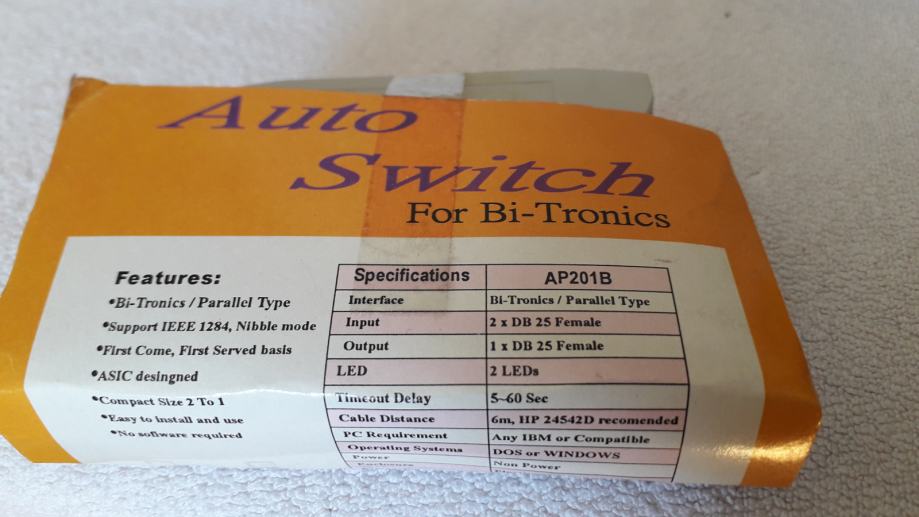 Auto
Switch
For Bi-Tronics
Features:
•Bi-Tronics / Parallel Type
•Support IEEE 1284, Nibble mode
•First Come, First Served basis
•ASIC desingned
•Compact Size 2 To 1
•Easy to install and use
•No software required
Specifications AP201B
Interface Bi-Tronics / Parallel Type
Input 2 x DB 25 Female
Output 1 x DB 25 Female
LED 2 LEDs
Timeout Delay 5~60 Sec
Cable Distance 6m, HP 24542D recomended
PC Requirement Any IBM or Compatible
Operating Systems DOS or WINDOWS
Power Non Power
Enclosure